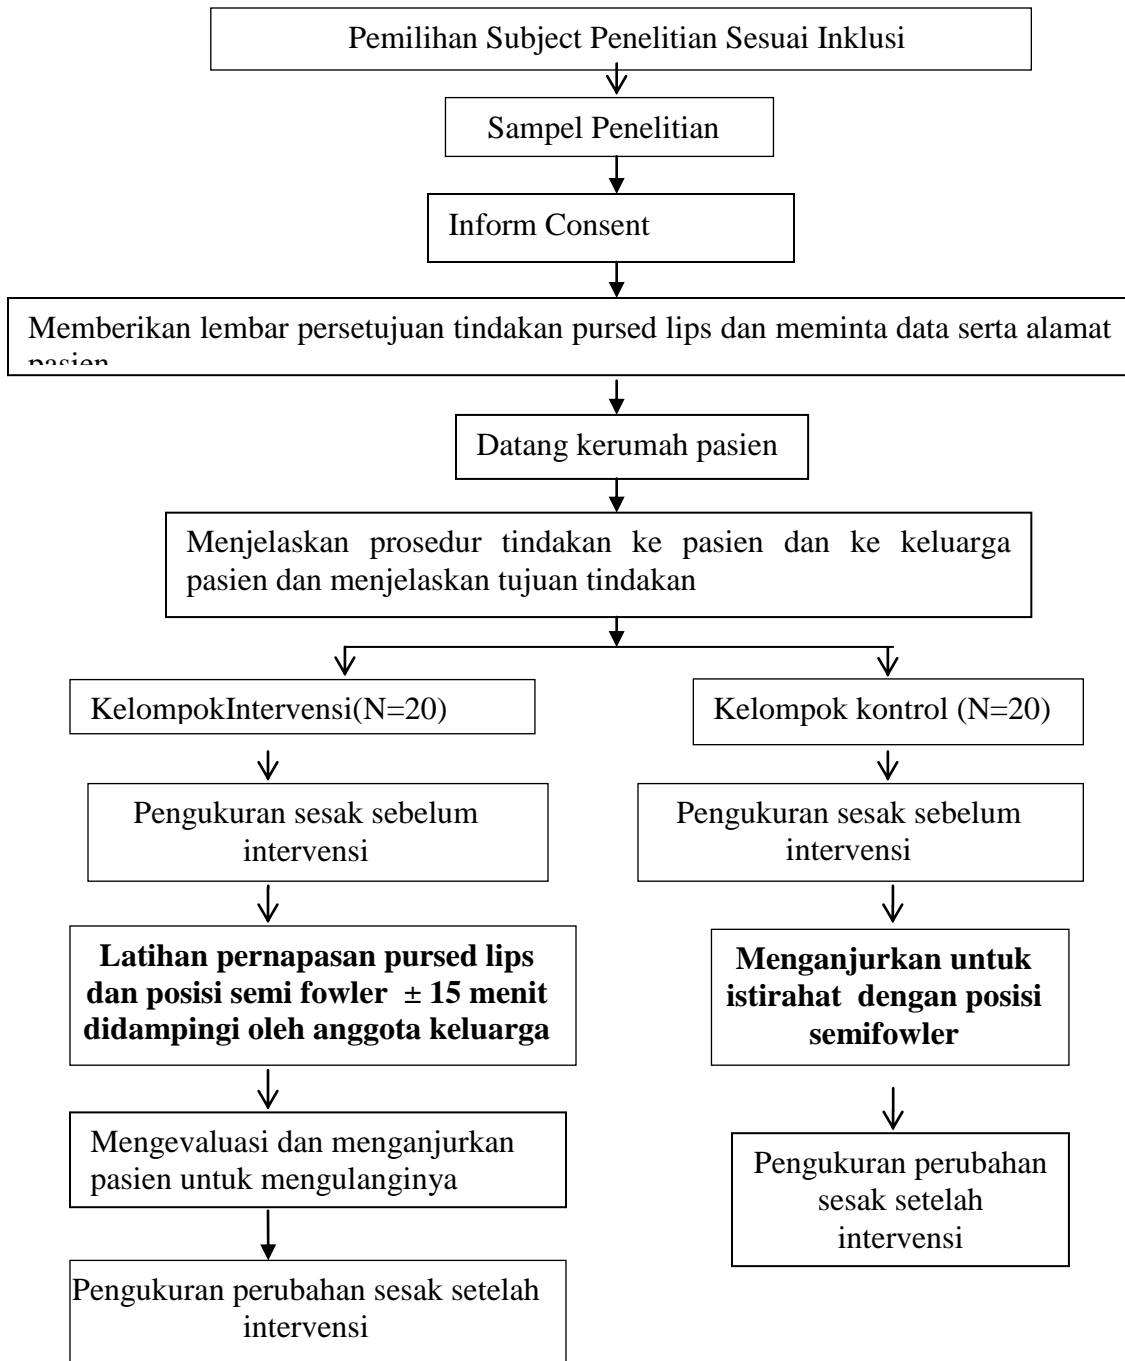 Pemilihan Subject Penelitian Sesuai Inklusi
Sampel Penelitian
Inform Consent
Memberikan lembar persetujuan tindakan pursed lips dan meminta data serta alamat
pasien
Datang kerumah pasien
Menjelaskan prosedur tindakan ke pasien dan ke keluarga
pasien dan menjelaskan tujuan tindakan
KelompokIntervensi(N=20)
Pengukuran sesak sebelum
intervensi
Latihan pernapasan pursed lips
dan posisi semi fowler ± 15 menit
didampingi oleh anggota keluarga
Mengevaluasi dan menganjurkan
pasien untuk mengulanginya
Pengukuran perubahan sesak setelah
intervensi
Kelompok kontrol (N=20)
Pengukuran sesak sebelum
intervensi
Menganjurkan untuk
istirahat dengan posisi
semifowler
Pengukuran perubahan
sesak setelah
intervensi